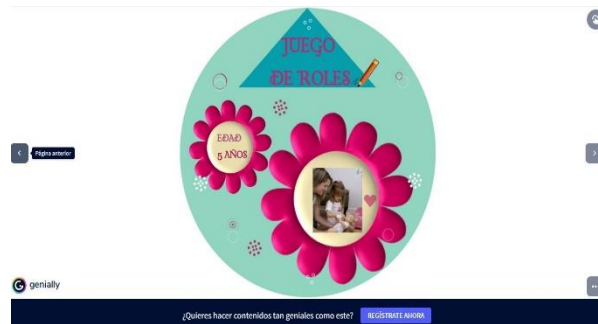 JUEGO
DE ROLES
EDAD
5 AÑOS
Página anterior
genially
¿Quieres hacer contenidos tan geniales como este? REGÍSTRATE AHORA